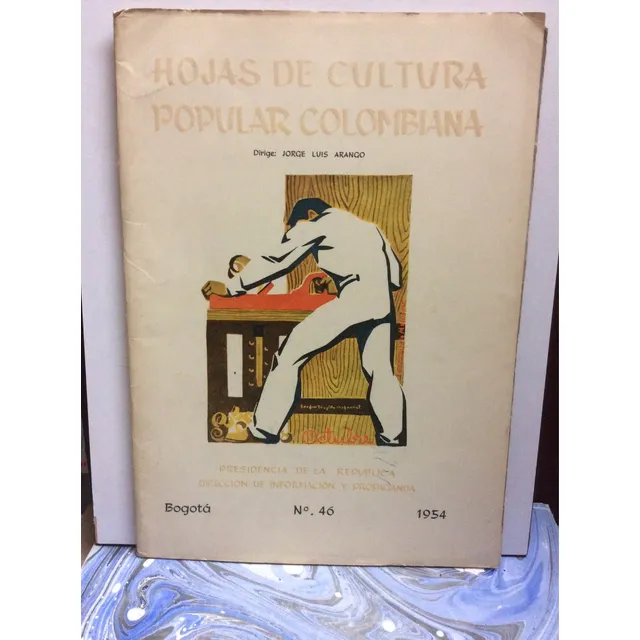 HOJAS DE CULTURA
POPULAR COLOMBIANA
Dirige: JORGE LUIS ARANGO
Octubre
PRESIDENCIA DE LA REPUBLICA
DIRECCION DE INFORMACION Y PROPAGANDA
Bogotá Nº. 46 1954